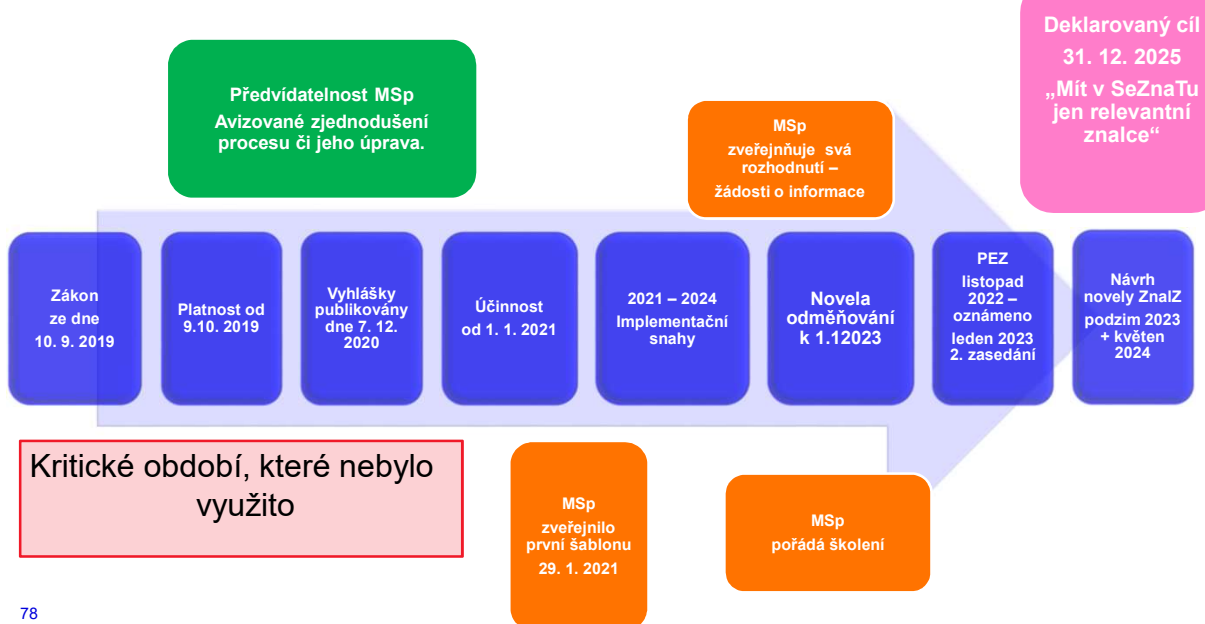 Deklarovaný cíl
31. 12. 2025
„Mít v SeZnaTu
jen relevantní
znalce“
Předvídatelnost MSp
Avizované zjednodušení
procesu či jeho úprava.
MSp
zveřejnňuje svá
rozhodnutí –
žádosti o informace
Zákon
ze dne
10. 9. 2019
Platnost od
9.10. 2019
Vyhlášky
publikovány
dne 7. 12.
2020
Účinnost
od 1. 1. 2021
2021 – 2024
Implementační
snahy
Novela
odměňování
k 1.12023
PEZ
listopad
2022 –
oznámeno
leden 2023
2. zasedání
Návrh
novely ZnalZ
podzim 2023
+ květen
2024
Kritické období, které nebylo
využito
MSp
zveřejnilo
první šablonu
29. 1. 2021
MSp
pořádá školení
78